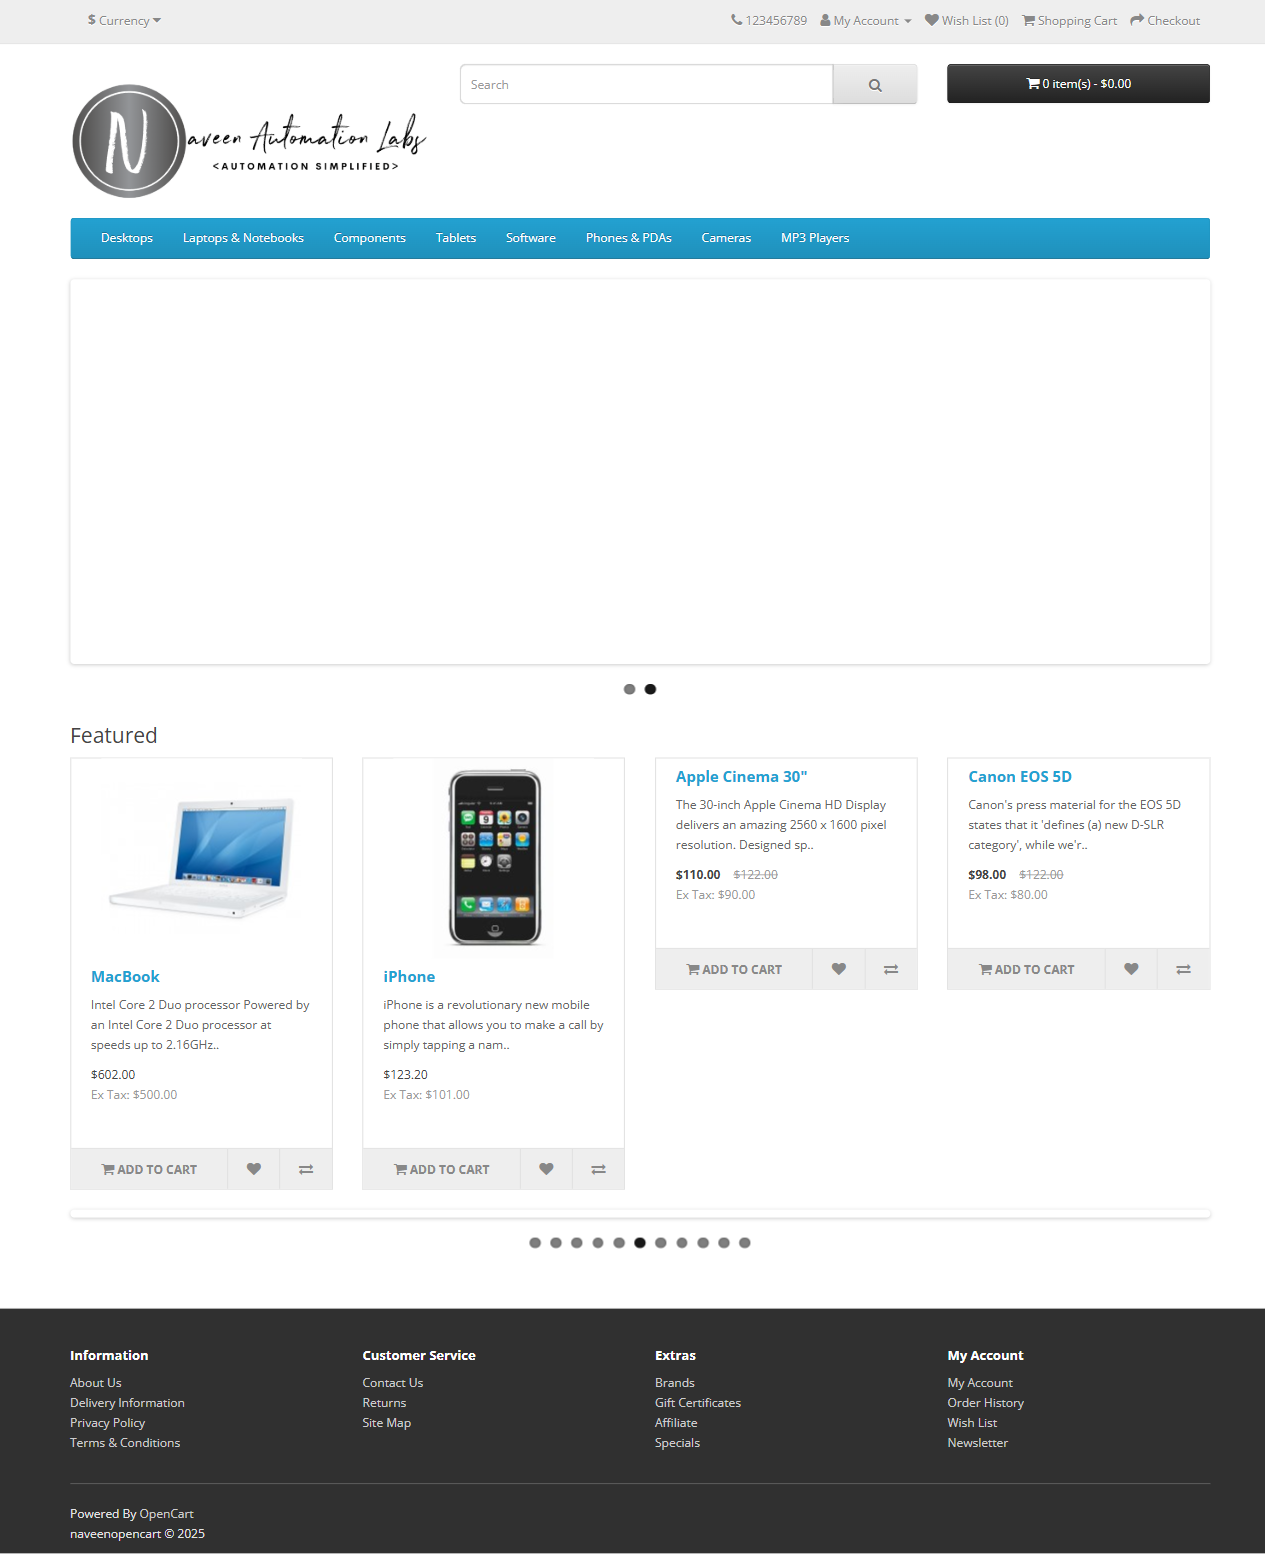 $ Currency
123456789 My Account Wish List (0) Shopping Cart Checkout
Search
0 item(s) - $0.00
N
aveen Automation Labs
<AUTOMATION SIMPLIFIED>
Desktops Laptops & Notebooks Components Tablets Software Phones & PDAs Cameras MP3 Players
Featured
MacBook
Intel Core 2 Duo processor Powered by
an Intel Core 2 Duo processor at
speeds up to 2.16GHz..
$602.00
Ex Tax: $500.00
ADD TO CART
iPhone
iPhone is a revolutionary new mobile
phone that allows you to make a call by
simply tapping a nam..
$123.20
Ex Tax: $101.00
ADD TO CART
Apple Cinema 30"
The 30-inch Apple Cinema HD Display
delivers an amazing 2560 x 1600 pixel
resolution. Designed sp..
$110.00 $122.00
Ex Tax: $90.00
ADD TO CART
Canon EOS 5D
Canon's press material for the EOS 5D
states that it 'defines (a) new D-SLR
category', while we'r..
$98.00 $122.00
Ex Tax: $80.00
ADD TO CART
Information
About Us
Delivery Information
Privacy Policy
Terms & Conditions
Customer Service
Contact Us
Returns
Site Map
Extras
Brands
Gift Certificates
Affiliate
Specials
My Account
My Account
Order History
Wish List
Newsletter
Powered By OpenCart
naveenopencart © 2025